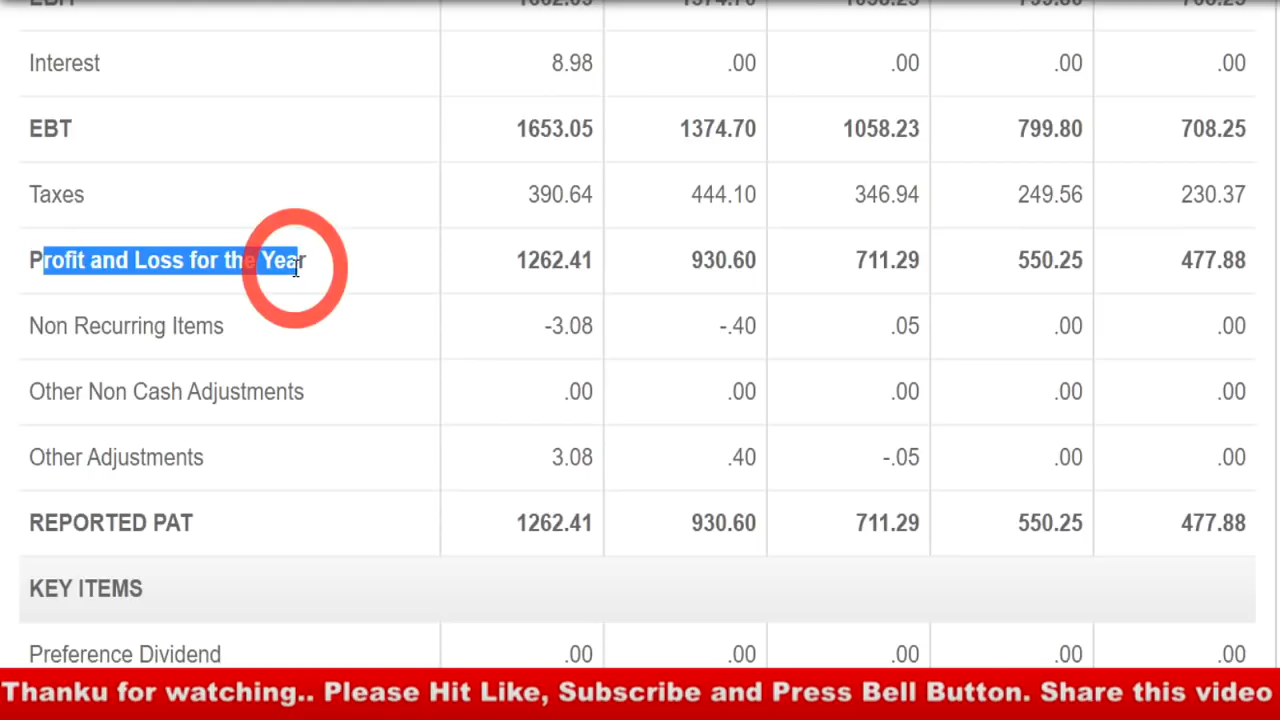 Interest 8.98 .00 .00 .00 .00
EBT 1653.05 1374.70 1058.23 799.80 708.25
Taxes 390.64 444.10 346.94 249.56 230.37
Profit and Loss for the Year 1262.41 930.60 711.29 550.25 477.88
Non Recurring Items -3.08 -.40 .05 .00 .00
Other Non Cash Adjustments .00 .00 .00 .00 .00
Other Adjustments 3.08 .40 -.05 .00 .00
REPORTED PAT 1262.41 930.60 711.29 550.25 477.88
KEY ITEMS
Preference Dividend .00 .00 .00 .00 .00
Thanku for watching.. Please Hit Like, Subscribe and Press Bell Button. Share this video